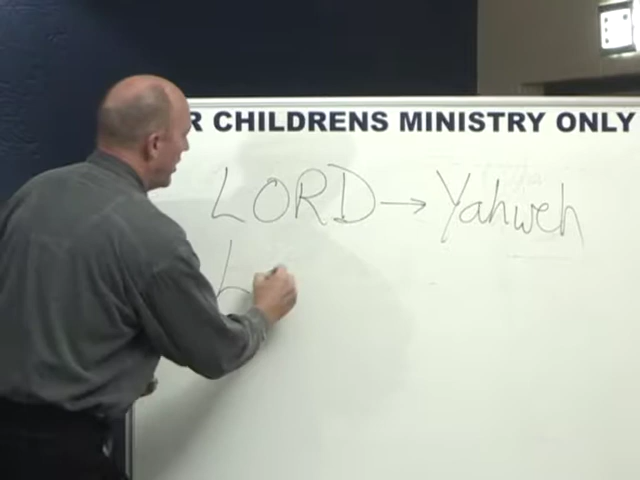 R CHILDRENS MINISTRY ONLY
LORD → Yahweh
L